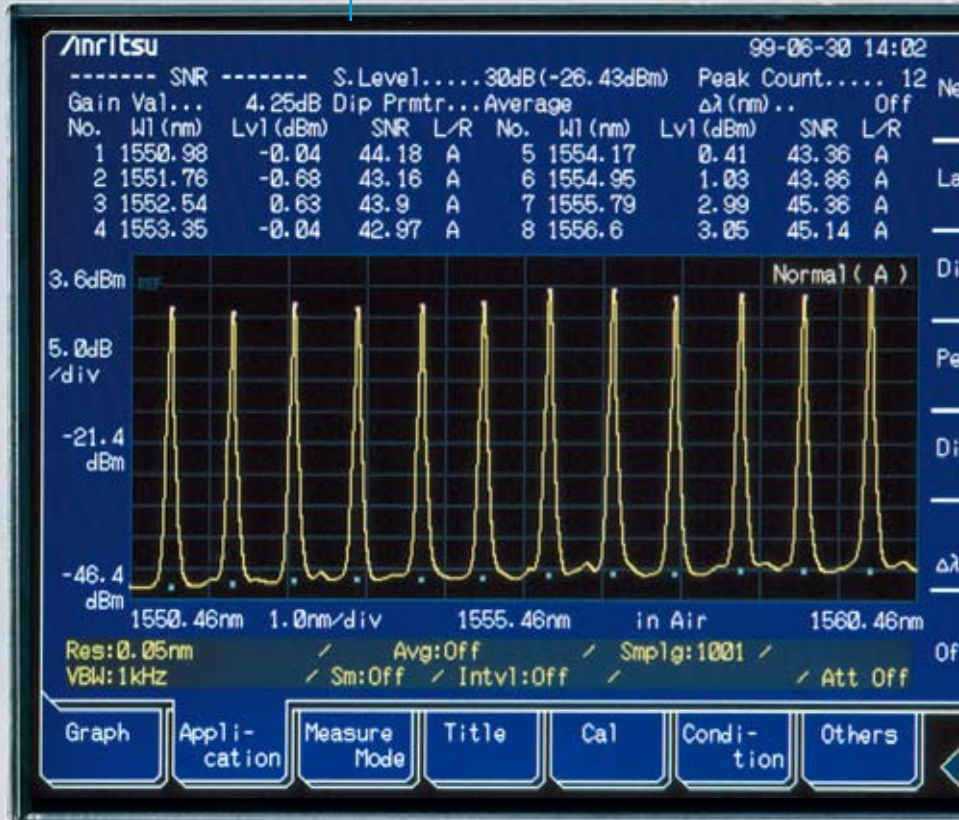 Anritsu 99-06-30 14:02
------- SNR ------- S.Level.....30dB(-26.43dBm) Peak Count..... 12
Gain Val... 4.25dB Dip Prmtr...Average Δλ(nm).. Off
No. Wl(nm) Lvl(dBm) SNR L/R No. Wl(nm) Lvl(dBm) SNR L/R
1 1550.98 -0.04 44.18 A 5 1554.17 0.41 43.36 A
2 1551.76 -0.68 43.16 A 6 1554.95 1.03 43.86 A
3 1552.54 0.63 43.9 A 7 1555.79 2.99 45.36 A
4 1553.35 -0.04 42.97 A 8 1556.6 3.05 45.14 A
3.6dBm REF Normal(A)
5.0dB
/div
-21.4
dBm
-46.4
dBm
1550.46nm 1.0nm/div 1555.46nm in Air 1560.46nm
Res:0.05nm / Avg:Off / Smplg:1001 /
VBW:1kHz / Sm:Off / Intvl:Off / / Att Off
Graph Appli- Measure Title Cal Condi- Others
cation Mode tion
Δλ